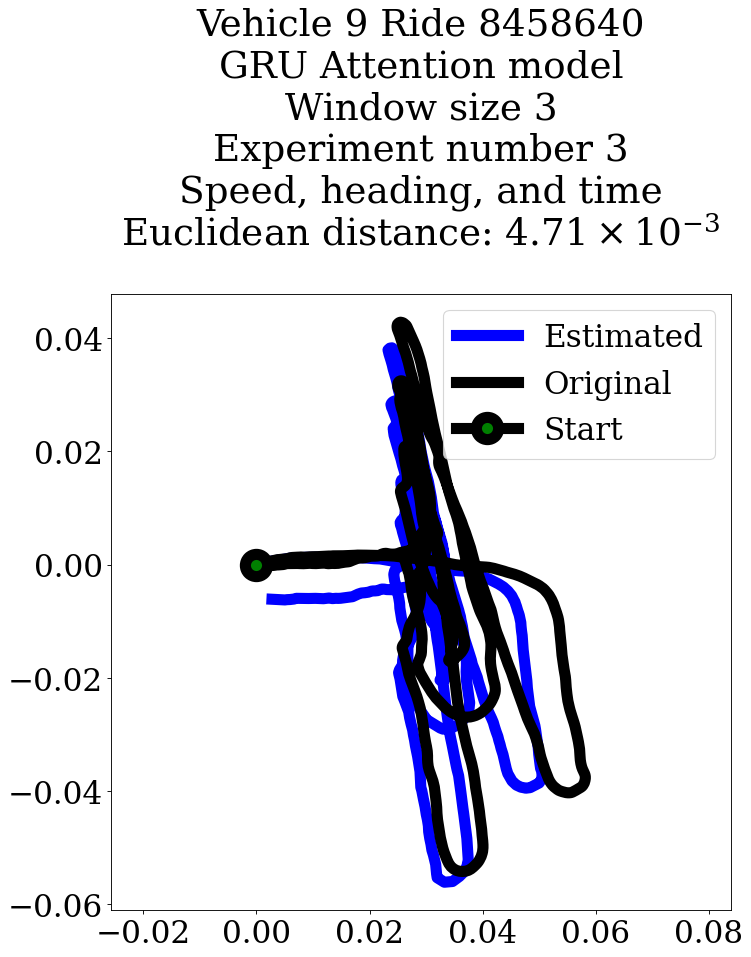 Vehicle 9 Ride 8458640
GRU Attention model
Window size 3
Experiment number 3
Speed, heading, and time
Euclidean distance: 4.71 × 10⁻³
Estimated
Original
Start
0.04
0.02
0.00
−0.02
−0.04
−0.06
−0.02 0.00 0.02 0.04 0.06 0.08